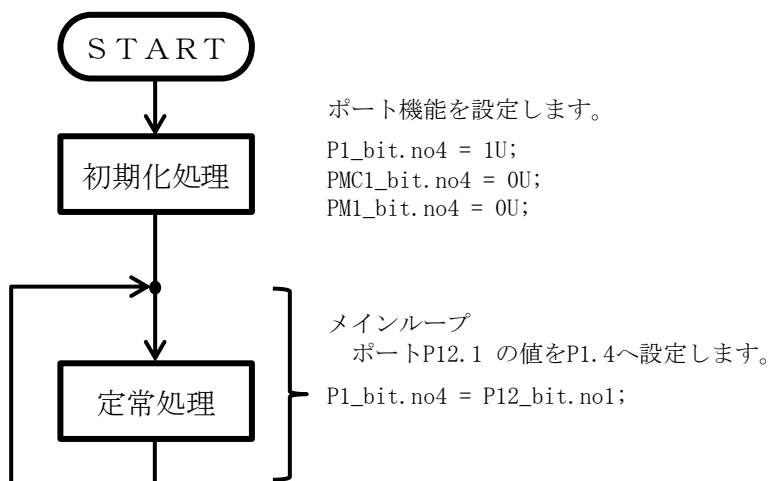 ＳＴＡＲＴ
ポート機能を設定します。
P1_bit.no4 = 1U;
PMC1_bit.no4 = 0U;
PM1_bit.no4 = 0U;
初期化処理
メインループ
ポートP12.1 の値をP1.4へ設定します。
P1_bit.no4 = P12_bit.no1;
定常処理